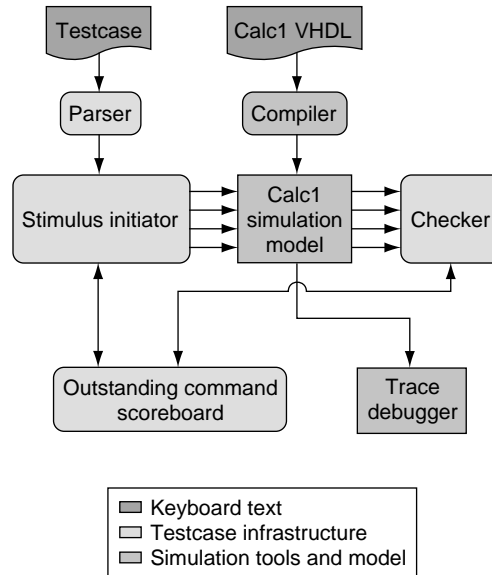 Testcase
Calc1 VHDL
Parser
Compiler
Stimulus initiator
Calc1
simulation
model
Checker
Outstanding command
scoreboard
Trace
debugger
Keyboard text
Testcase infrastructure
Simulation tools and model